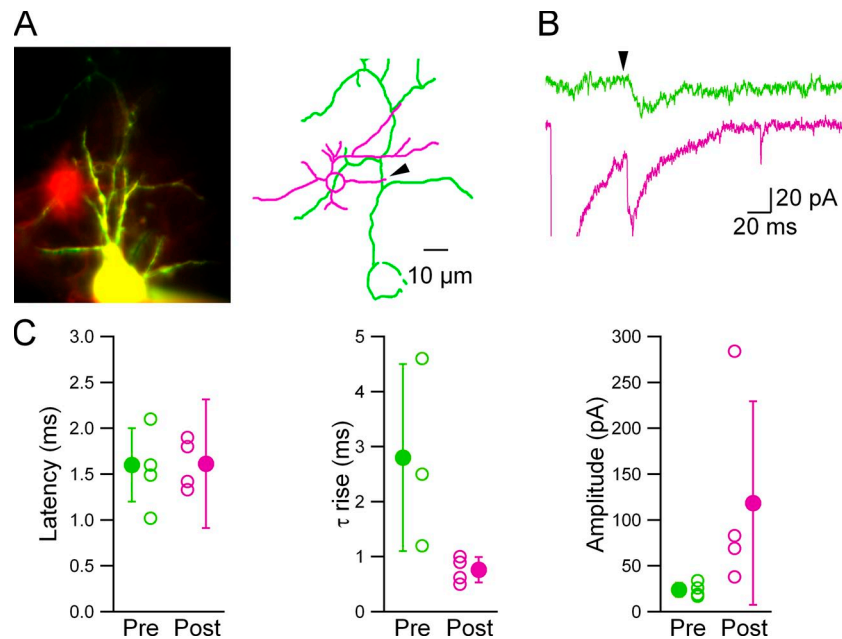 A
B
10 µm
20 pA
20 ms
C
Latency (ms)
3.0
2.5
2.0
1.5
1.0
0.5
0.0
Pre Post
τ rise (ms)
5
4
3
2
1
0
Pre Post
Amplitude (pA)
300
250
200
150
100
50
0
Pre Post